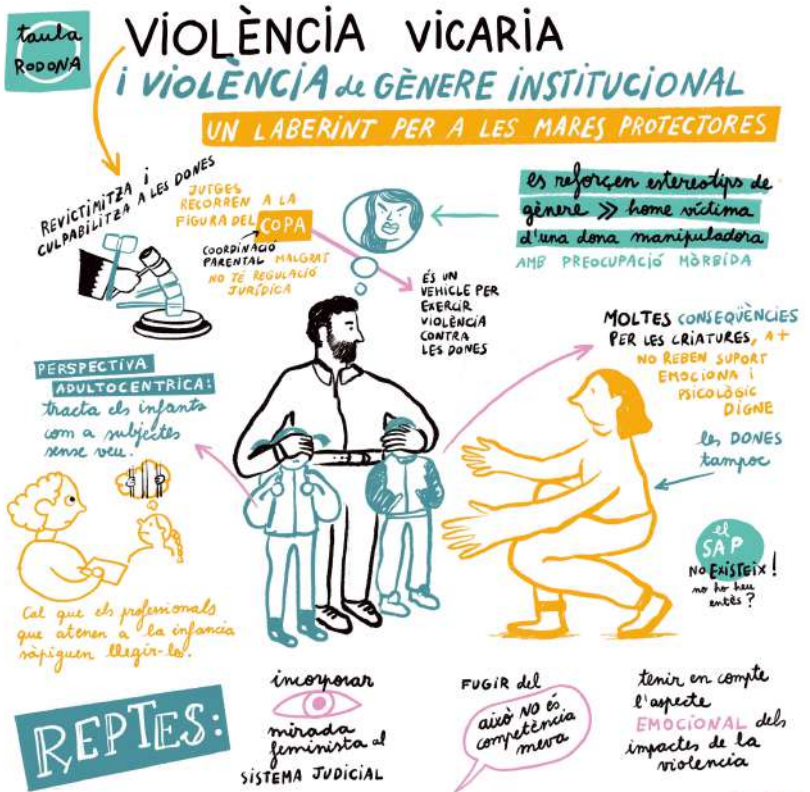 taula
RODONA
VIOLÈNCIA VICARIA
i VIOLÈNCIA de GÈNERE INSTITUCIONAL
UN LABERINT PER A LES MARES PROTECTORES
REVICTIMITZA i
CULPABILITZA A LES DONES
JUTGES
RECORREN A LA
FIGURA DEL COPA
COORDINACIÓ
PARENTAL MALGRAT
NO TÉ REGULACIÓ
JURÍDICA
ÉS UN
VEHICLE PER
EXERCIR
VIOLÈNCIA
CONTRA
LES DONES
es reforçen estereotips de
gènere >> home víctima
d'una dona manipuladora
AMB PREOCUPACIÓ MÒRBIDA
MOLTES CONSEQÜÈNCIES
PER LES CRIATURES, A+
NO REBEN SUPORT
EMOCIONA i
PSICOLÒGIC
DIGNE
les DONES
tampoc
PERSPECTIVA
ADULTOCENTRICA:
tracta els infants
com a subjectes
sense veu.
Cal que els professionals
que atenen a la infancia
sàpiguen llegir-los.
el
SAP
NO EXISTEIX!
no ho heu
entès?
REPTES:
incorporar
mirada
feminista al
SISTEMA JUDICIAL
FUGIR del
això NO és
competència
meva
tenir en compte
l'aspecte
EMOCIONAL dels
impactes de la
violencia